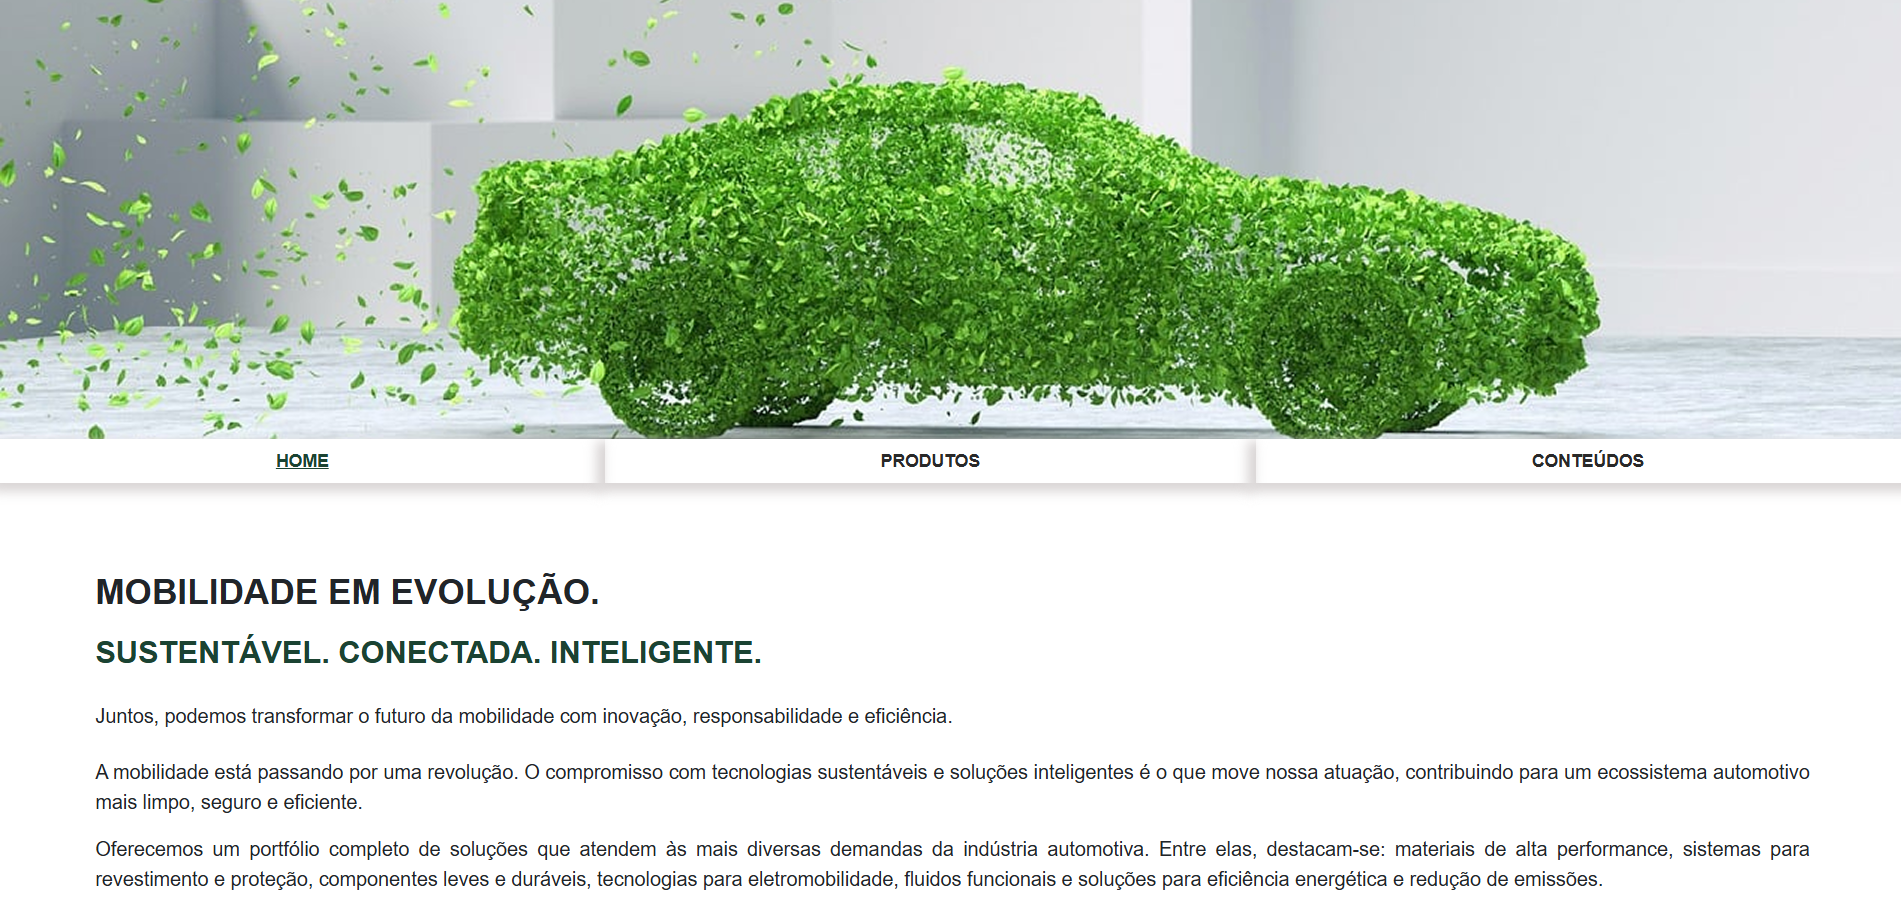 HOME
PRODUTOS
CONTEÚDOS
MOBILIDADE EM EVOLUÇÃO.
SUSTENTÁVEL. CONECTADA. INTELIGENTE.
Juntos, podemos transformar o futuro da mobilidade com inovação, responsabilidade e eficiência.
A mobilidade está passando por uma revolução. O compromisso com tecnologias sustentáveis e soluções inteligentes é o que move nossa atuação, contribuindo para um ecossistema automotivo
mais limpo, seguro e eficiente.
Oferecemos um portfólio completo de soluções que atendem às mais diversas demandas da indústria automotiva. Entre elas, destacam-se: materiais de alta performance, sistemas para
revestimento e proteção, componentes leves e duráveis, tecnologias para eletromobilidade, fluidos funcionais e soluções para eficiência energética e redução de emissões.